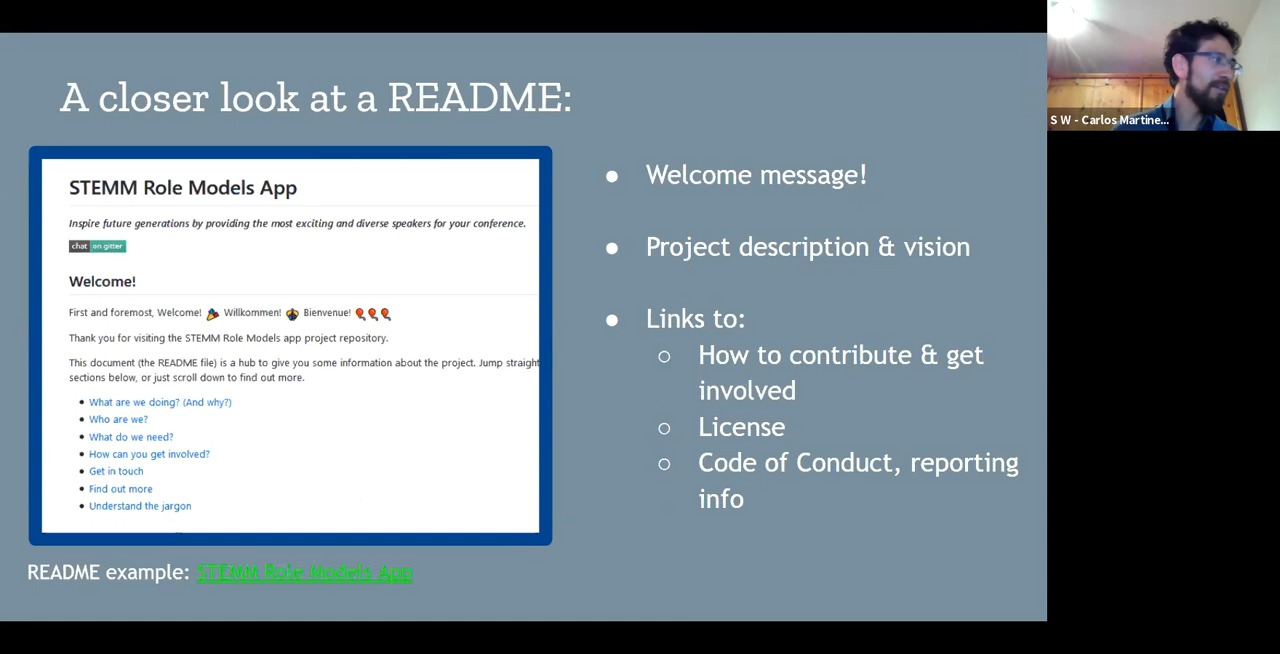 A closer look at a README:
STEMM Role Models App
Inspire future generations by providing the most exciting and diverse speakers for your conference.
chat on gitter
Welcome!
First and foremost, Welcome! 🎉 Willkommen! 🎊 Bienvenue! 🎈🎈🎈
Thank you for visiting the STEMM Role Models app project repository.
This document (the README file) is a hub to give you some information about the project. Jump straight
sections below, or just scroll down to find out more.
• What are we doing? (And why?)
• Who are we?
• What do we need?
• How can you get involved?
• Get in touch
• Find out more
• Understand the jargon
README example: STEMM Role Models App
● Welcome message!
● Project description & vision
● Links to:
○ How to contribute & get
involved
○ License
○ Code of Conduct, reporting
info
S W - Carlos Martine...